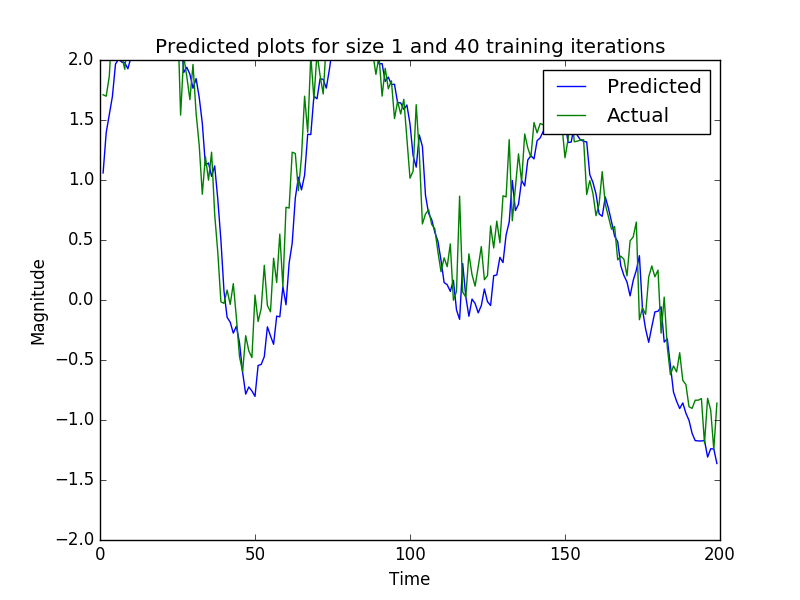 Predicted plots for size 1 and 40 training iterations
Predicted
Actual
Magnitude
2.0
1.5
1.0
0.5
0.0
−0.5
−1.0
−1.5
−2.0
0 50 100 150 200
Time